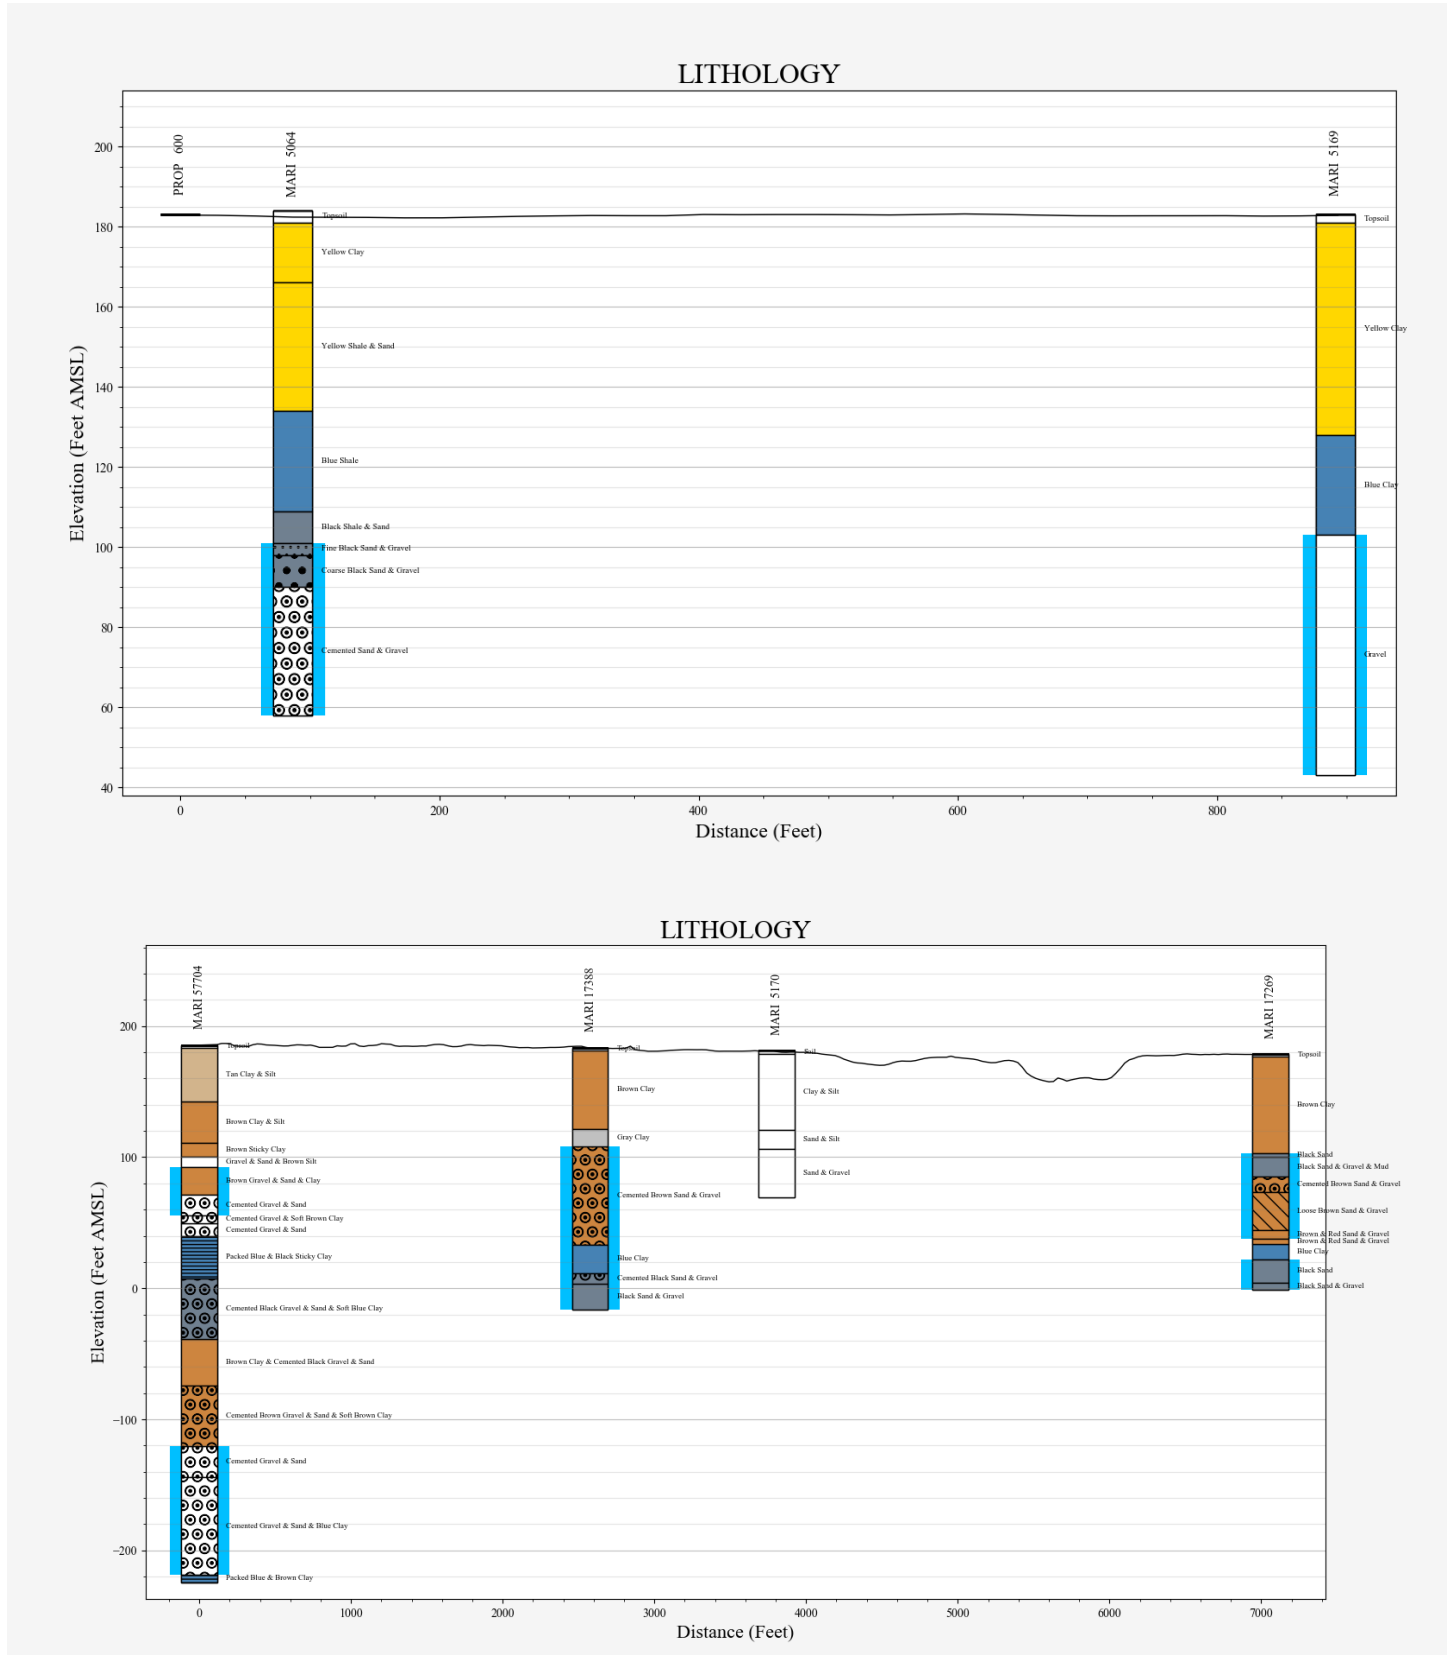 LITHOLOGY
PROP 600
MARI 5064
MARI 5169
200
180
160
140
120
100
80
60
40
Elevation (Feet AMSL)
Topsoil
Yellow Clay
Yellow Shale & Sand
Blue Shale
Black Shale & Sand
Fine Black Sand & Gravel
Coarse Black Sand & Gravel
Cemented Sand & Gravel
Topsoil
Yellow Clay
Blue Clay
Gravel
0
200
400
600
800
Distance (Feet)
LITHOLOGY
MARI 57704
MARI 17388
MARI 5170
MARI 17269
200
100
0
−100
−200
Elevation (Feet AMSL)
Topsoil
Tan Clay & Silt
Brown Clay & Silt
Brown Sticky Clay
Gravel & Sand & Brown Silt
Brown Gravel & Sand & Clay
Cemented Gravel & Sand
Cemented Gravel & Soft Brown Clay
Cemented Gravel & Sand
Packed Blue & Black Sticky Clay
Cemented Black Gravel & Sand & Soft Blue Clay
Brown Clay & Cemented Black Gravel & Sand
Cemented Brown Gravel & Sand & Soft Brown Clay
Cemented Gravel & Sand
Cemented Gravel & Sand & Blue Clay
Packed Blue & Brown Clay
Topsoil
Brown Clay
Gray Clay
Cemented Brown Sand & Gravel
Blue Clay
Cemented Black Sand & Gravel
Black Sand & Gravel
Soil
Clay & Silt
Sand & Silt
Sand & Gravel
Topsoil
Brown Clay
Black Sand
Black Sand & Gravel & Mud
Cemented Brown Sand & Gravel
Loose Brown Sand & Gravel
Brown & Red Sand & Gravel
Brown & Red Sand & Gravel
Blue Clay
Black Sand
Black Sand & Gravel
0
1000
2000
3000
4000
5000
6000
7000
Distance (Feet)